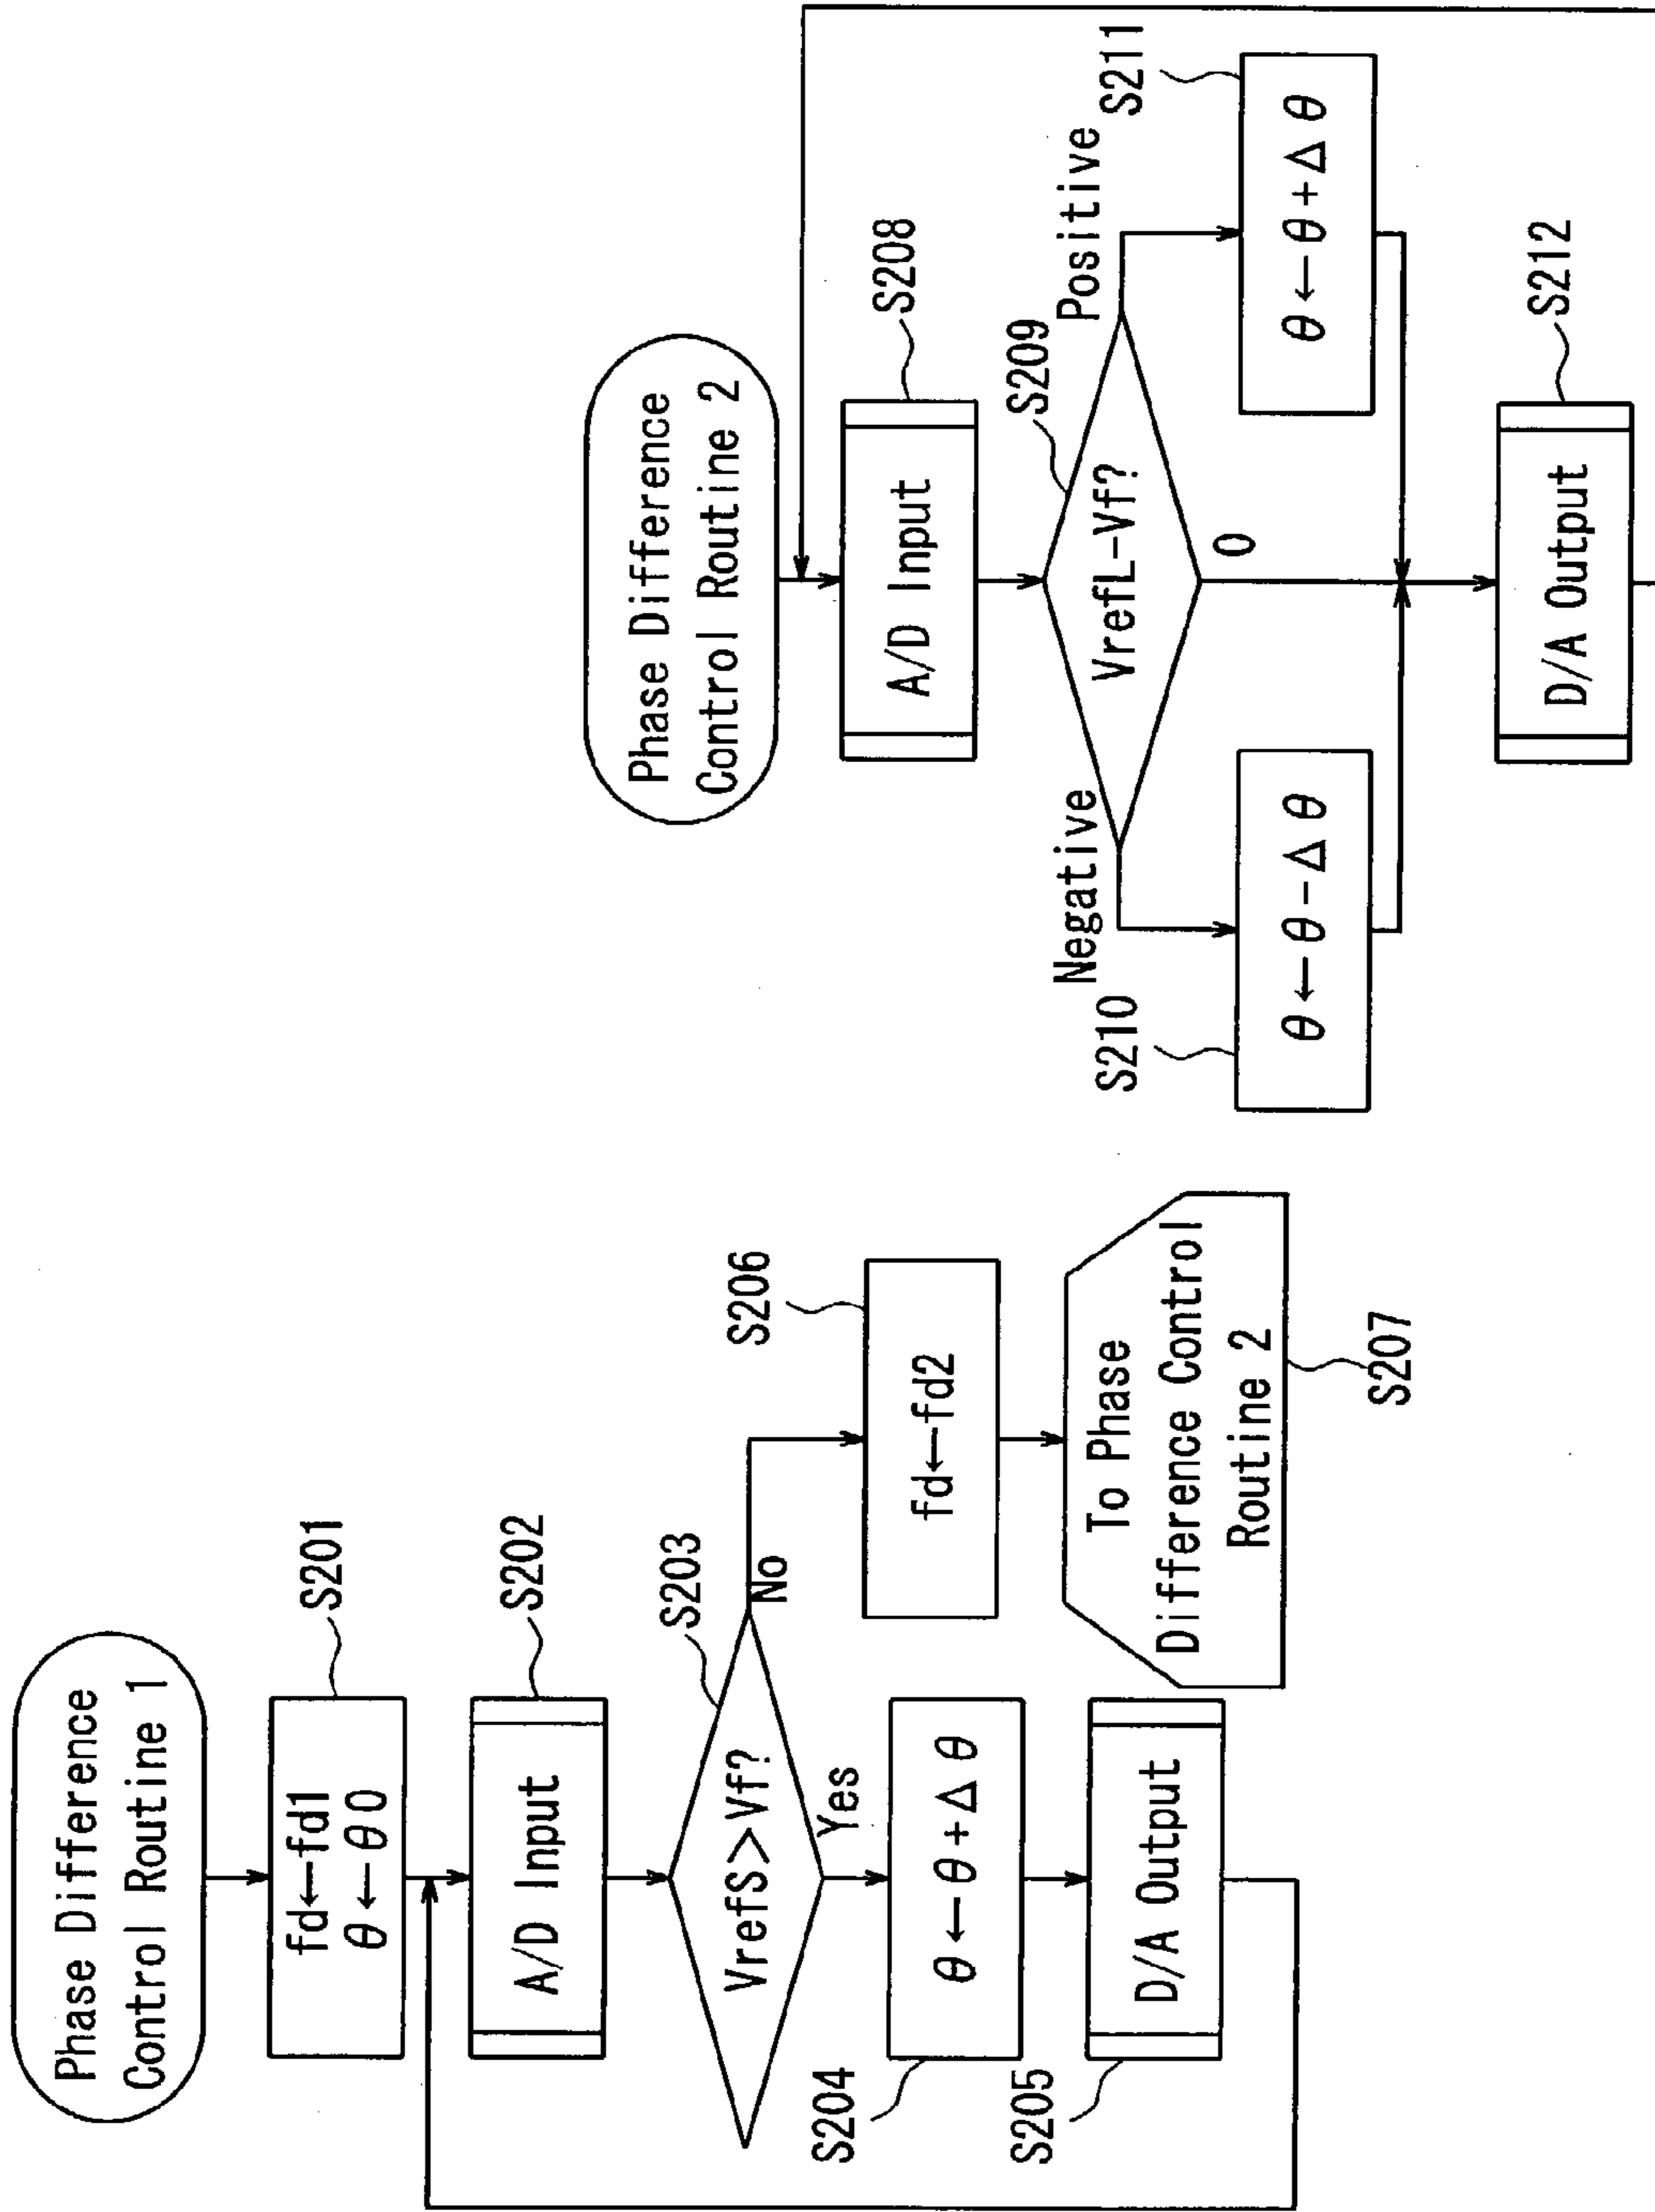 Phase Difference
Control Routine 1
fd←fd1
θ←θ0
S201
A/D Input
S202
VrefS>Vf?
S203
No
Yes
θ←θ+Δθ
S204
D/A Output
S205
fd←fd2
S206
To Phase
Difference Control
Routine 2
S207
Phase Difference
Control Routine 2
A/D Input
S208
VrefL-Vf?
S209
Negative
Positive
0
θ←θ-Δθ
S210
θ←θ+Δθ
S211
D/A Output
S212